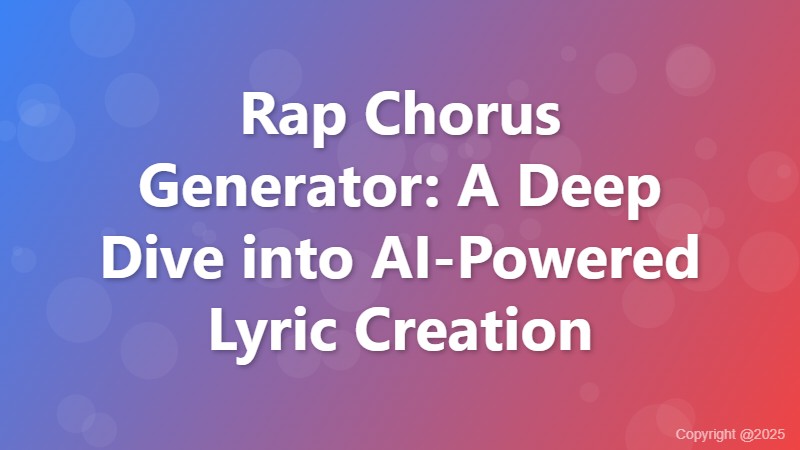 Rap Chorus
Generator: A Deep
Dive into AI-Powered
Lyric Creation
Copyright @2025